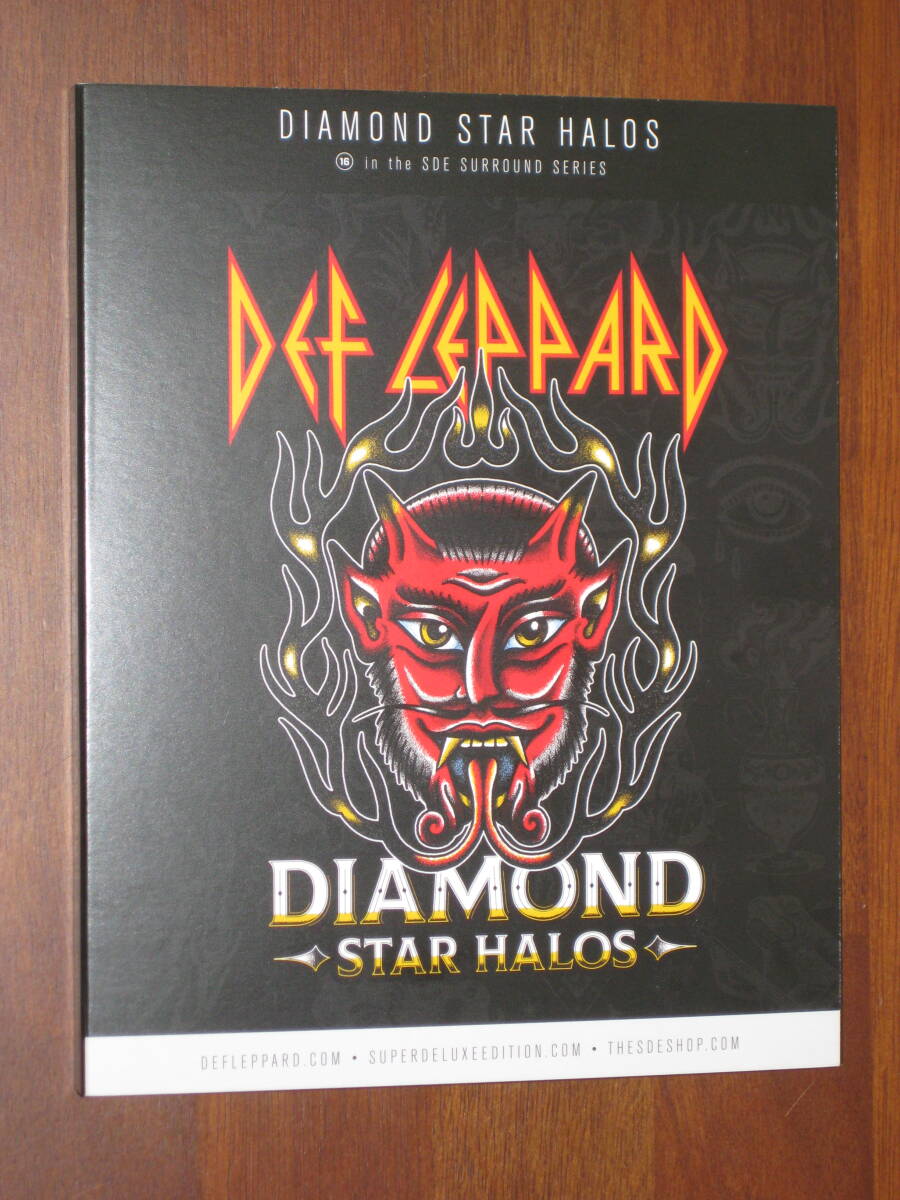 DIAMOND STAR HALOS
16 in the SDE SURROUND SERIES
DEF LEPPARD
DIAMOND
STAR HALOS
DEFLEPPARD.COM • SUPERDELUXEEDITION.COM • THESDESHOP.COM